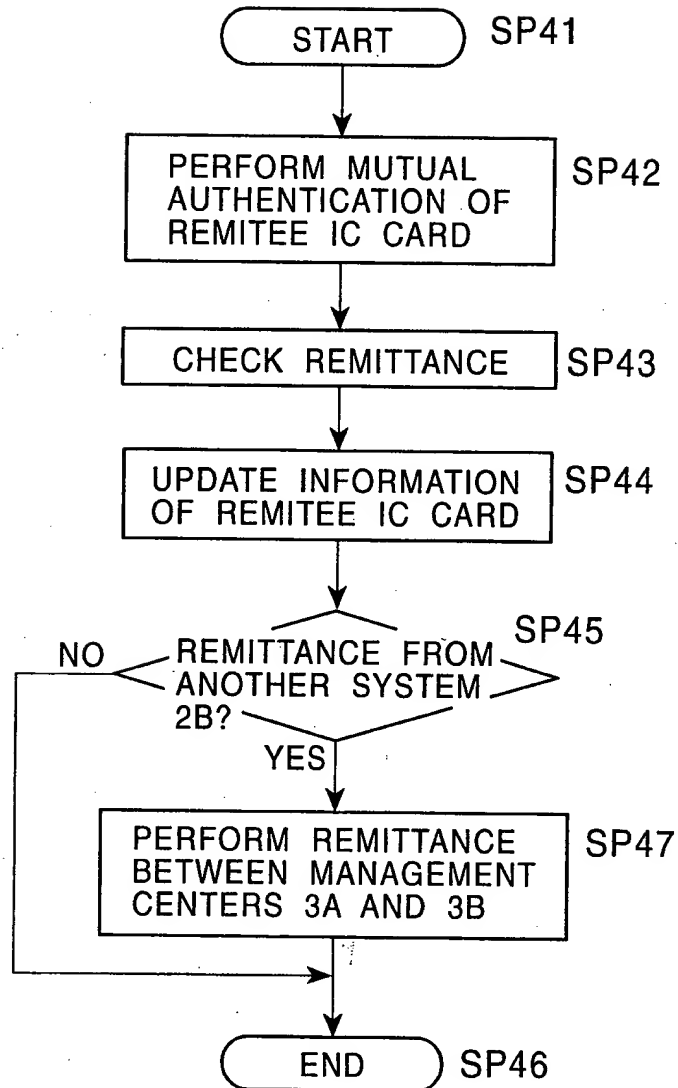 START SP41
PERFORM MUTUAL SP42
AUTHENTICATION OF
REMITEE IC CARD
CHECK REMITTANCE SP43
UPDATE INFORMATION SP44
OF REMITEE IC CARD
SP45
NO REMITTANCE FROM
ANOTHER SYSTEM
2B?
YES
PERFORM REMITTANCE SP47
BETWEEN MANAGEMENT
CENTERS 3A AND 3B
END SP46